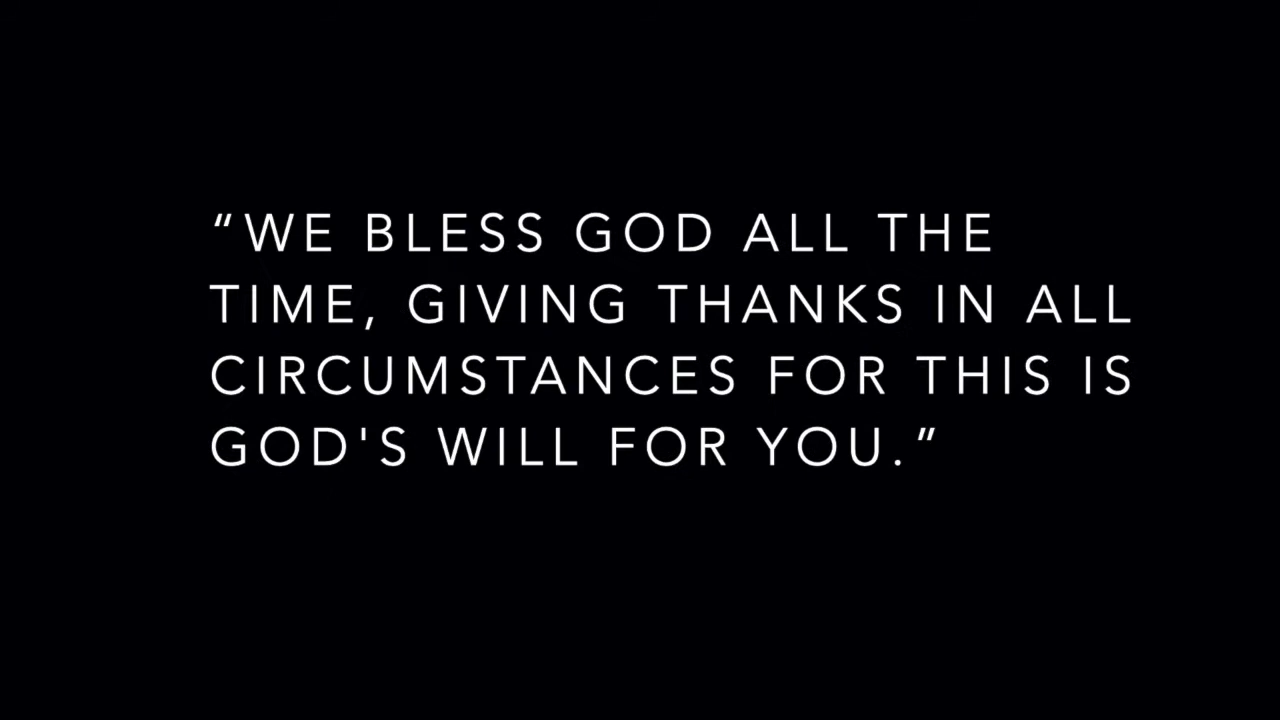 “WE BLESS GOD ALL THE
TIME, GIVING THANKS IN ALL
CIRCUMSTANCES FOR THIS IS
GOD'S WILL FOR YOU.”